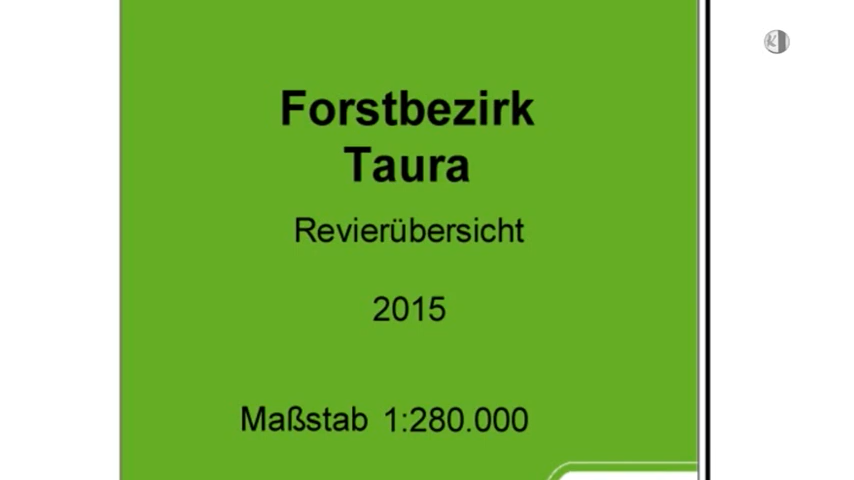 Forstbezirk
Taura
Revierübersicht
2015
Maßstab 1:280.000